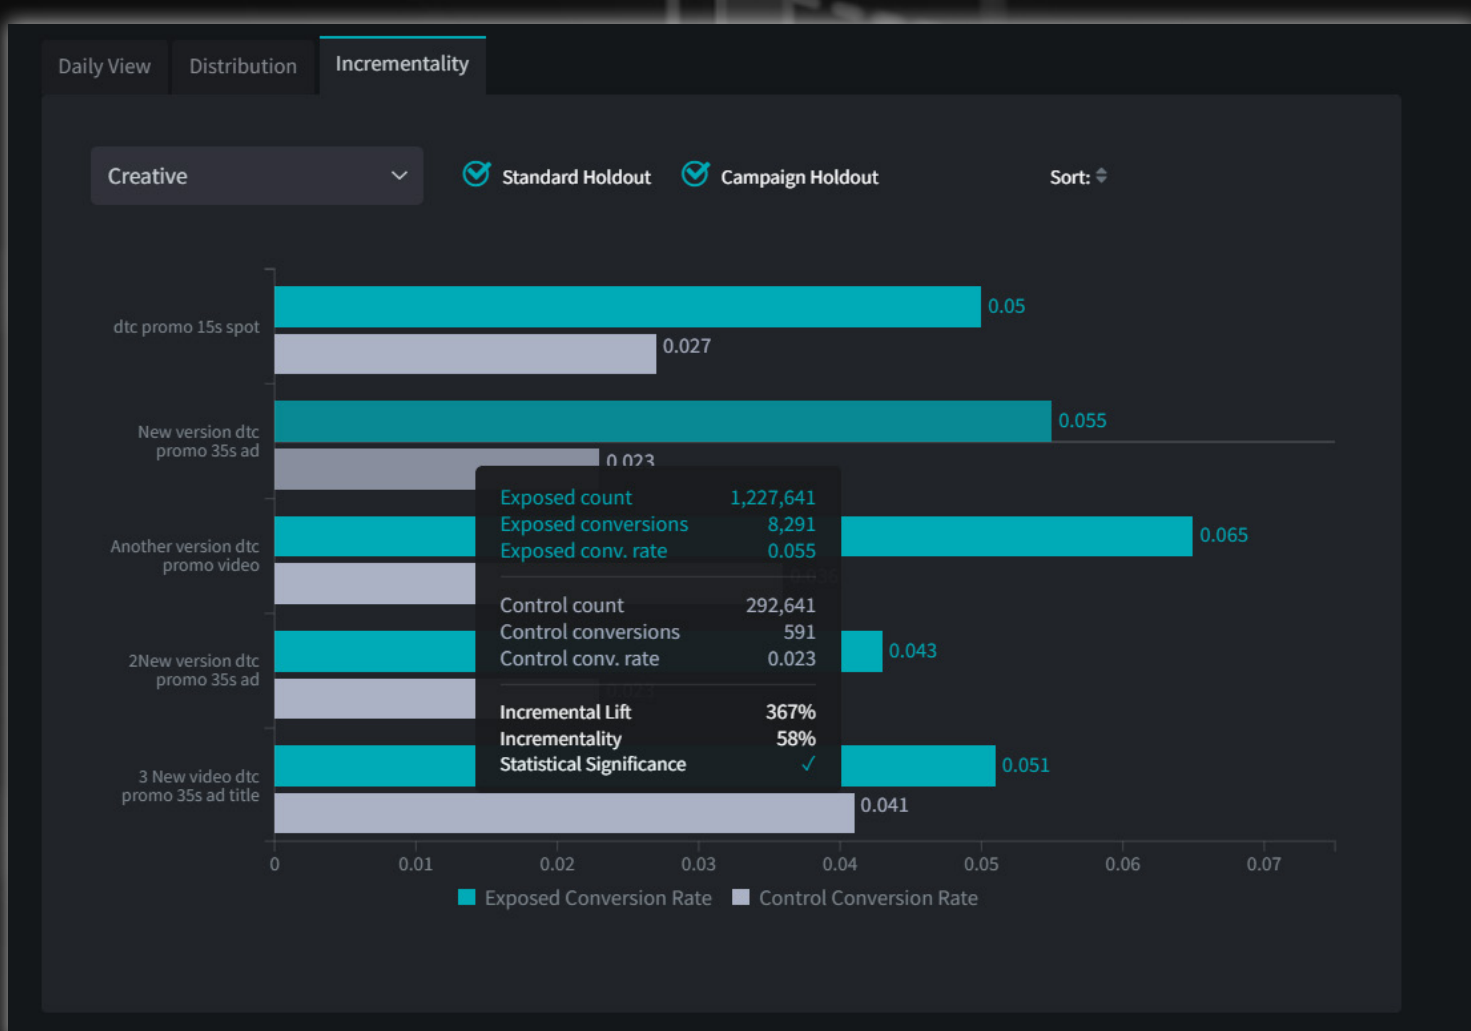 Daily View
Distribution
Incrementality
Creative
Standard Holdout
Campaign Holdout
Sort:
dtc promo 15s spot
0.05
0.027
New version dtc
promo 35s ad
0.055
0.023
Exposed count 1,227,641
Exposed conversions 8,291
Exposed conv. rate 0.055
Control count 292,641
Control conversions 591
Control conv. rate 0.023
Incremental Lift 367%
Incrementality 58%
Statistical Significance ✓
Another version dtc
promo video
0.065
2New version dtc
promo 35s ad
0.043
0.023
3 New video dtc
promo 35s ad title
0.051
0.041
0 0.01 0.02 0.03 0.04 0.05 0.06 0.07
Exposed Conversion Rate
Control Conversion Rate